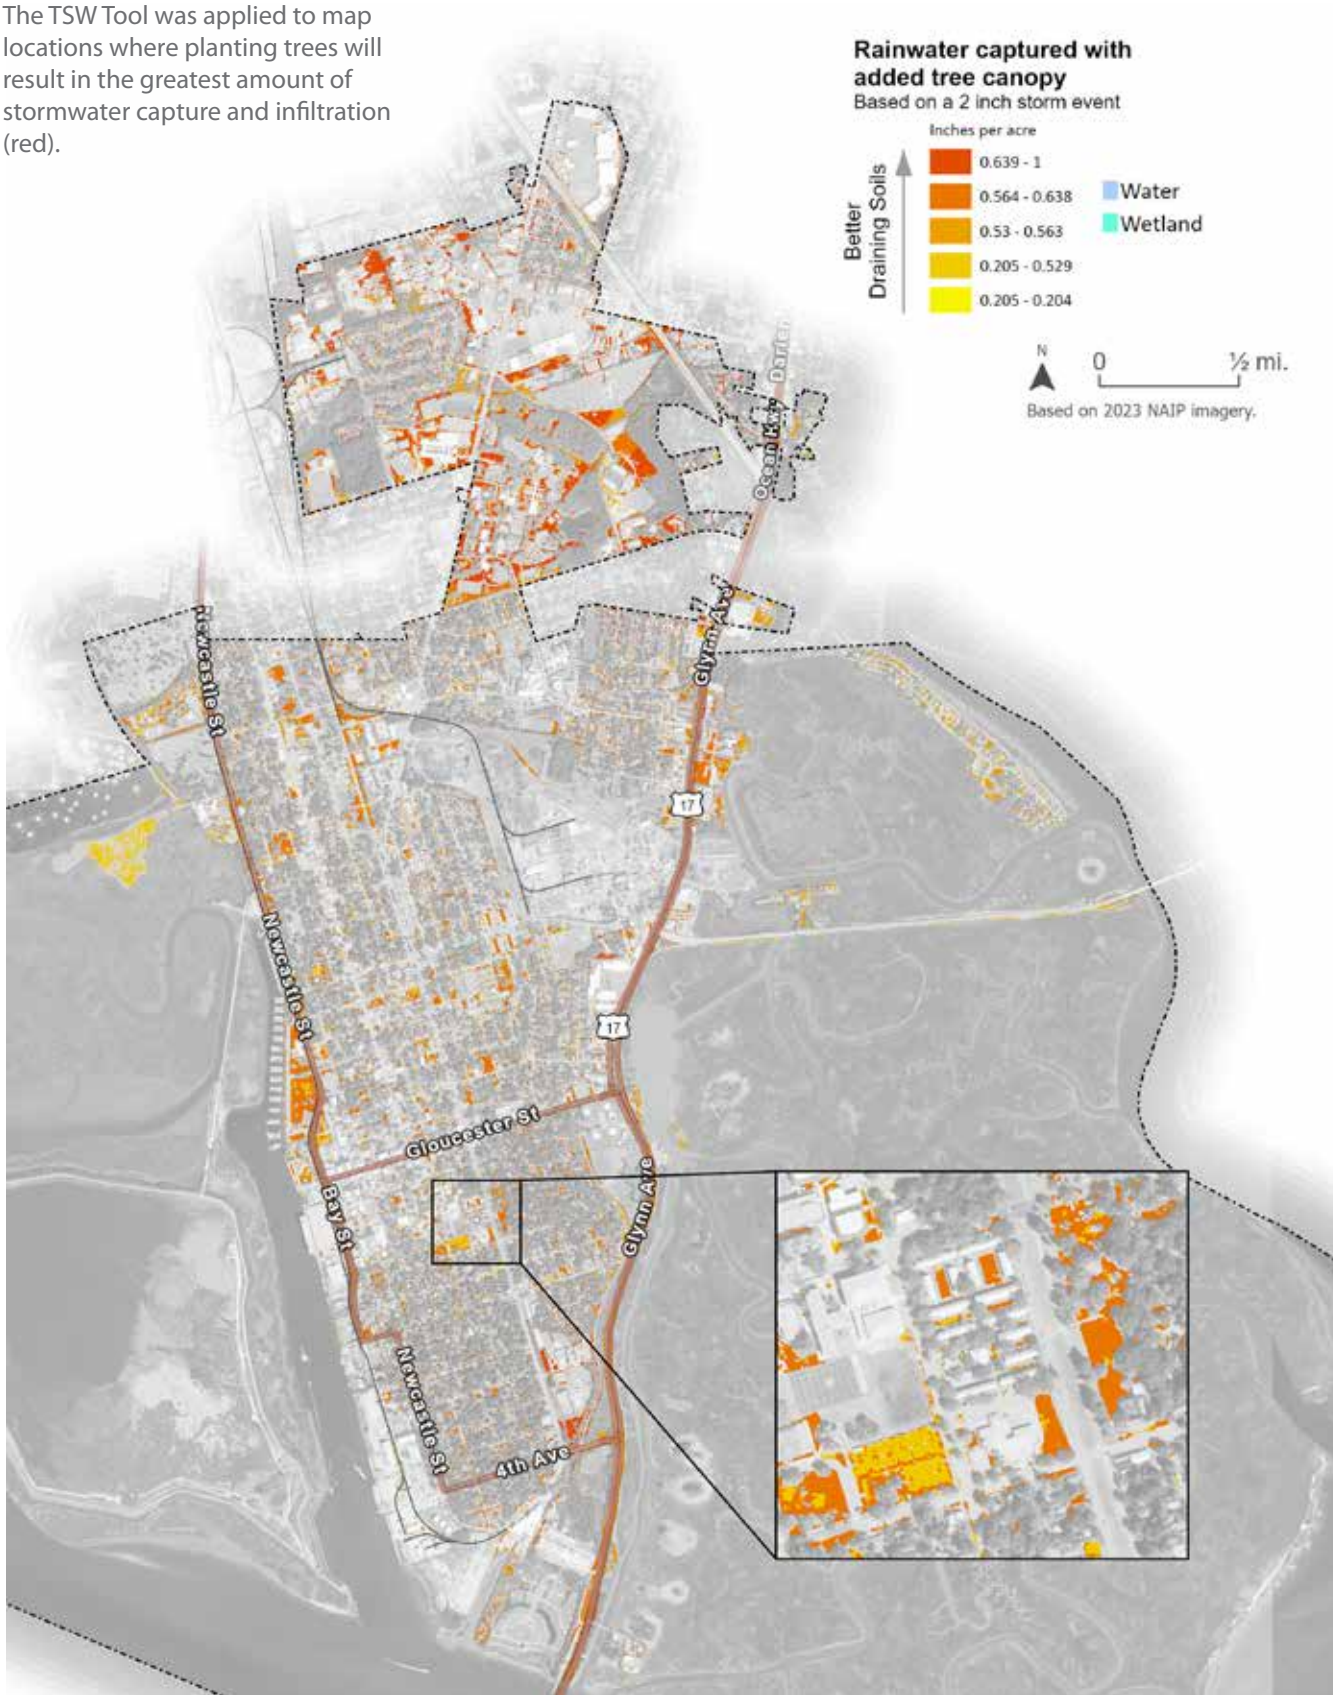 The TSW Tool was applied to map
locations where planting trees will
result in the greatest amount of
stormwater capture and infiltration
(red).
Rainwater captured with
added tree canopy
Based on a 2 inch storm event
Inches per acre
Better
Draining Soils
0.639 - 1
0.564 - 0.638
0.53 - 0.563
0.205 - 0.529
0.205 - 0.204
Water
Wetland
N
0
½ mi.
Based on 2023 NAIP imagery.
Ocean Hwy Darien
Glynn Ave
Newcastle St
17
Newcastle St
17
Gloucester St
Glynn Ave
Bay St
Newcastle St
4th Ave